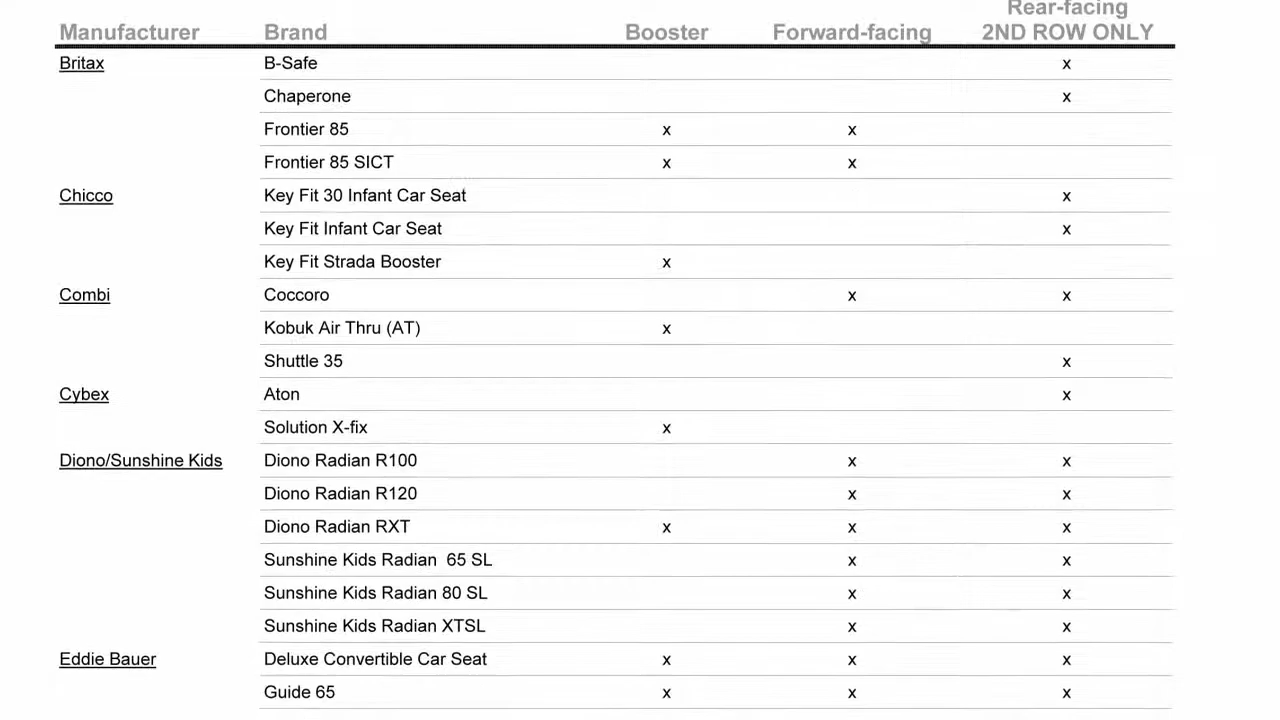 Rear-facing
Manufacturer Brand Booster Forward-facing 2ND ROW ONLY
Britax B-Safe x
Chaperone x
Frontier 85 x x
Frontier 85 SICT x x
Chicco Key Fit 30 Infant Car Seat x
Key Fit Infant Car Seat x
Key Fit Strada Booster x
Combi Coccoro x x
Kobuk Air Thru (AT) x
Shuttle 35 x
Cybex Aton x
Solution X-fix x
Diono/Sunshine Kids Diono Radian R100 x x
Diono Radian R120 x x
Diono Radian RXT x x x
Sunshine Kids Radian  65 SL x x
Sunshine Kids Radian 80 SL x x
Sunshine Kids Radian XTSL x x
Eddie Bauer Deluxe Convertible Car Seat x x x
Guide 65 x x x